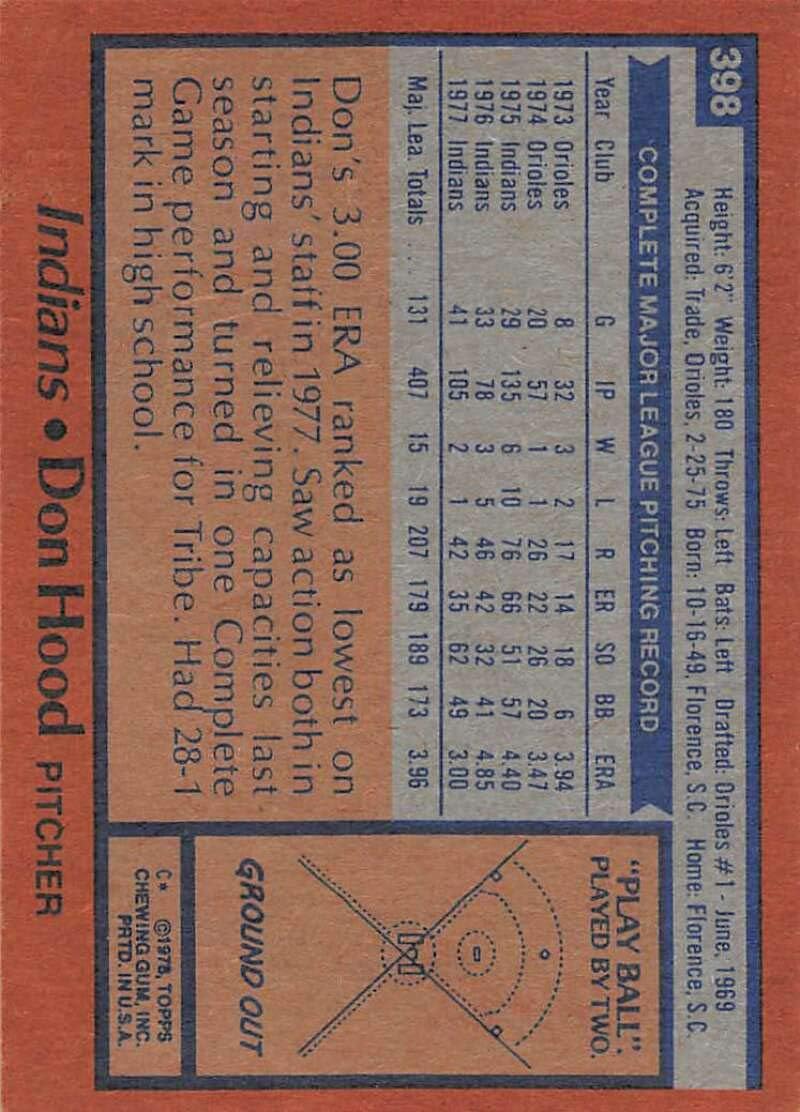 398
Height: 6'2" Weight: 180 Throws: Left Bats: Left Drafted: Orioles #1 - June, 1969
Acquired: Trade, Orioles, 2-25-75 Born: 10-16-49, Florence, S.C. Home: Florence, S.C.
COMPLETE MAJOR LEAGUE PITCHING RECORD
Year Club G IP W L R ER SO BB ERA
1973 Orioles 8 32 3 2 17 14 18 6 3.94
1974 Orioles 20 57 1 1 26 22 26 20 3.47
1975 Indians 29 135 6 10 76 66 51 57 4.40
1976 Indians 33 78 3 5 46 42 32 41 4.85
1977 Indians 41 105 2 1 42 35 62 49 3.00
Maj. Lea. Totals ... 131 407 15 19 207 179 189 173 3.96
Don's 3.00 ERA ranked as lowest on
Indians' staff in 1977. Saw action both in
starting and relieving capacities last
season and turned in one Complete
Game performance for Tribe. Had 28-1
mark in high school.
"PLAY BALL"
PLAYED BY TWO.
GROUND OUT
C* ©1978, TOPPS
CHEWING GUM, INC.
PRTD. IN U.S.A.
Indians • Don Hood PITCHER